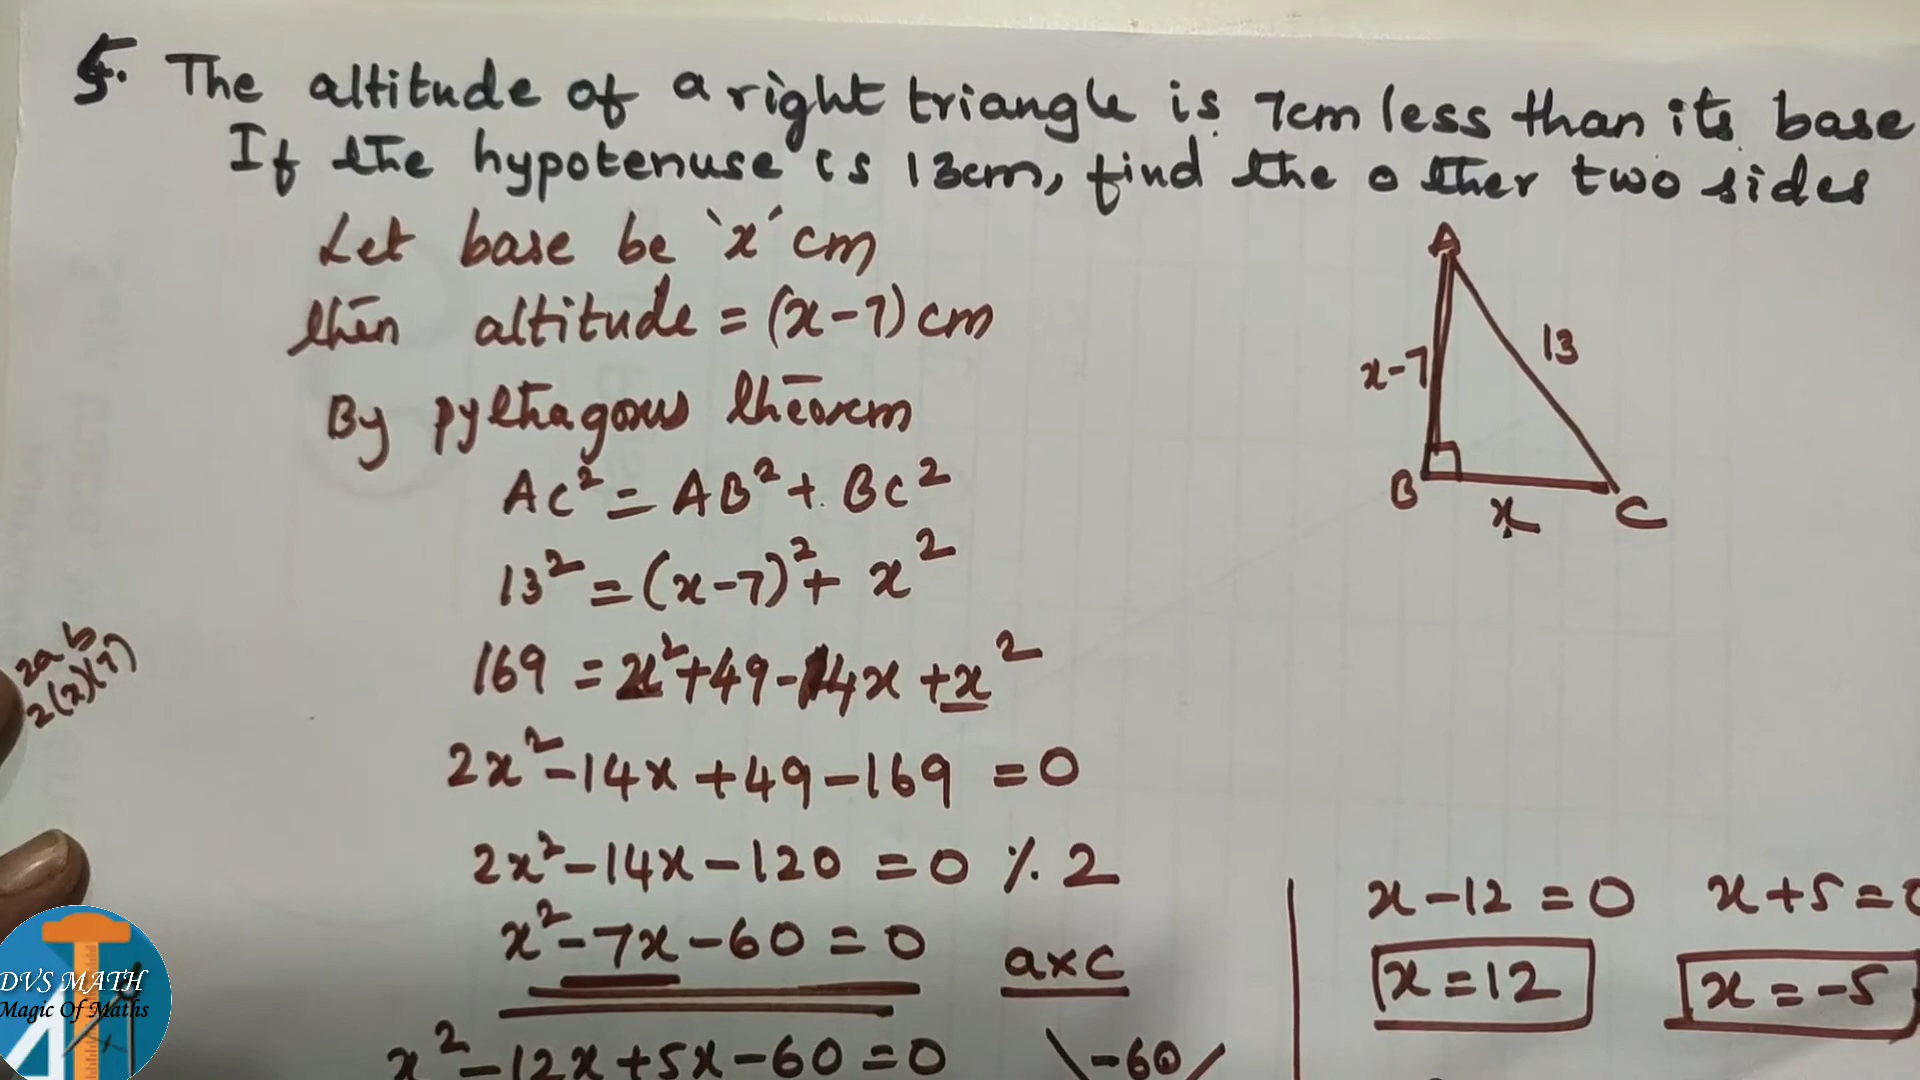 5. The altitude of a right triangle is 7cm less than its base
If the hypotenuse is 13cm, find the other two sides
Let base be 'x' cm
then altitude = (x-7) cm
By pythagorus theorem
AC² = AB² + BC²
13² = (x-7)² + x²
169 = x²+49-14x+x²
2x²-14x+49-169 = 0
2x²-14x-120 = 0 ٪ 2
x²-7x-60 = 0
x²-12x+5x-60 = 0
2ab
2(x)(7)
A
x-7
13
B
x
C
axc
-60
x-12 = 0 x+5 = 0
x = 12 x = -5
DVS MATH
Magic Of Maths